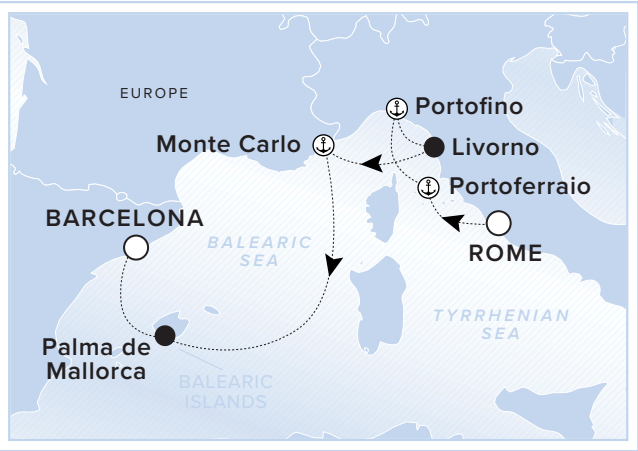 EUROPE
Portofino
Monte Carlo
Livorno
Portoferraio
BARCELONA
BALEARIC
SEA
ROME
TYRRHENIAN
SEA
Palma de
Mallorca
BALEARIC
ISLANDS